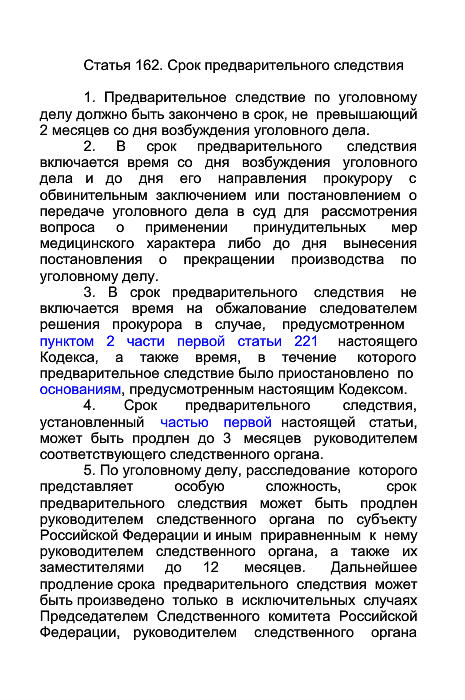 Статья 162. Срок предварительного следствия
1. Предварительное следствие по уголовному
делу должно быть закончено в срок, не превышающий
2 месяцев со дня возбуждения уголовного дела.
2. В срок предварительного следствия
включается время со дня возбуждения уголовного
дела и до дня его направления прокурору с
обвинительным заключением или постановлением о
передаче уголовного дела в суд для рассмотрения
вопроса о применении принудительных мер
медицинского характера либо до дня вынесения
постановления о прекращении производства по
уголовному делу.
3. В срок предварительного следствия не
включается время на обжалование следователем
решения прокурора в случае, предусмотренном
пунктом 2 части первой статьи 221 настоящего
Кодекса, а также время, в течение которого
предварительное следствие было приостановлено по
основаниям, предусмотренным настоящим Кодексом.
4. Срок предварительного следствия,
установленный частью первой настоящей статьи,
может быть продлен до 3 месяцев руководителем
соответствующего следственного органа.
5. По уголовному делу, расследование которого
представляет особую сложность, срок
предварительного следствия может быть продлен
руководителем следственного органа по субъекту
Российской Федерации и иным приравненным к нему
руководителем следственного органа, а также их
заместителями до 12 месяцев. Дальнейшее
продление срока предварительного следствия может
быть произведено только в исключительных случаях
Председателем Следственного комитета Российской
Федерации, руководителем следственного органа